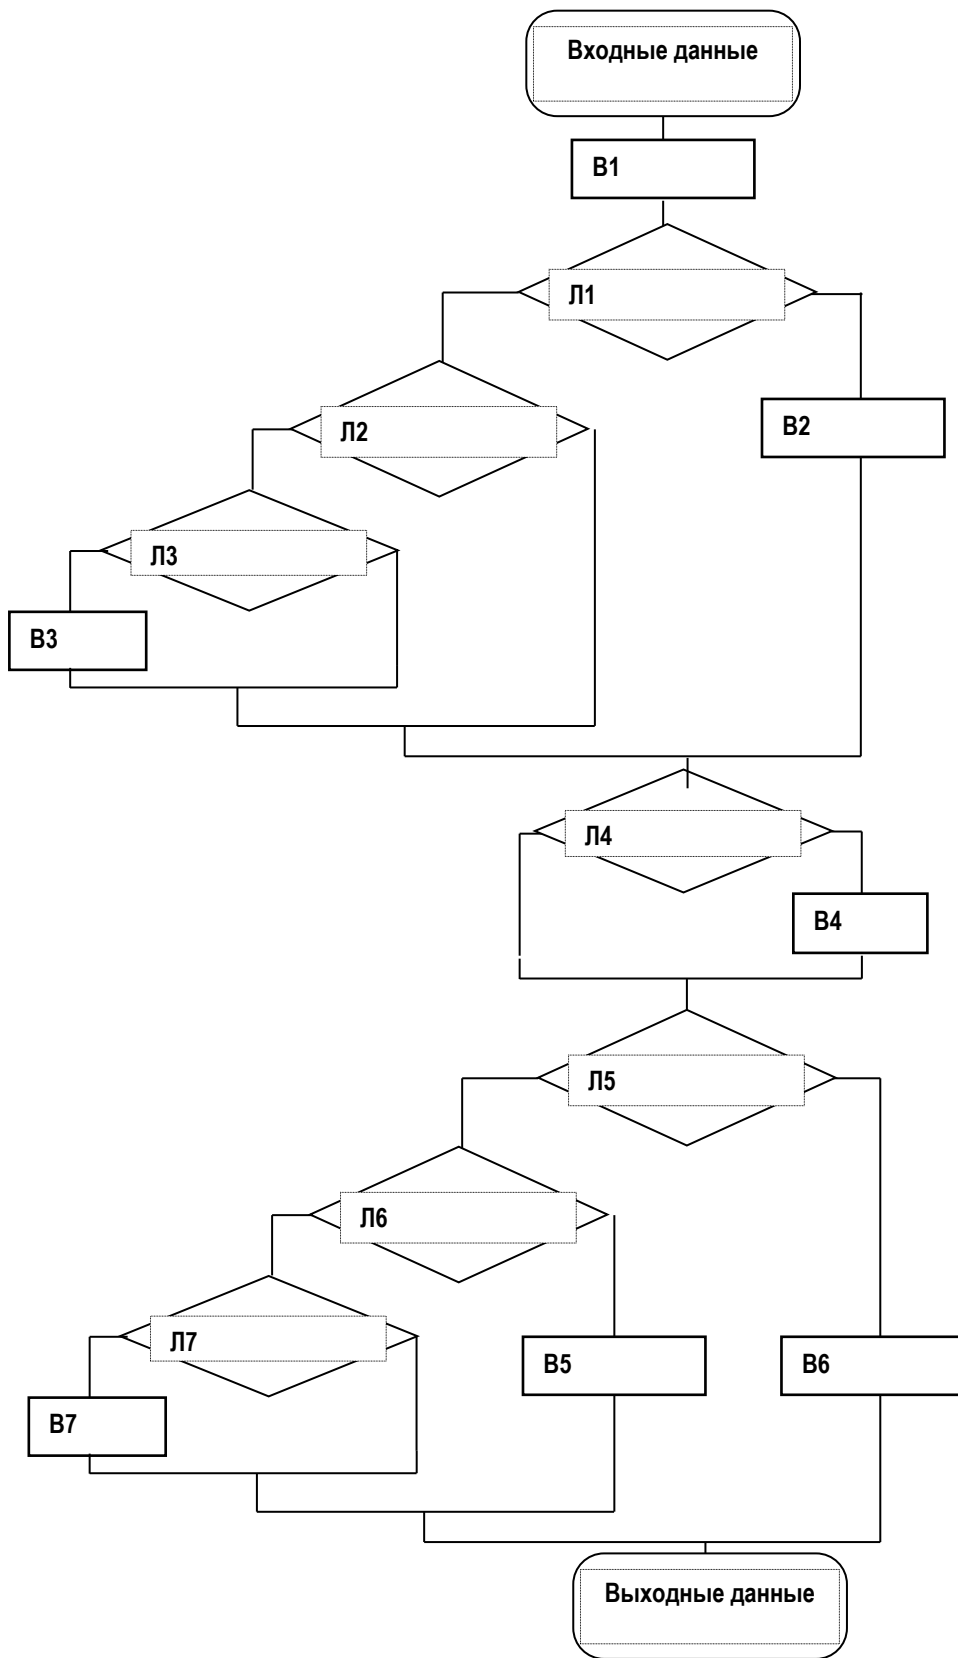 Входные данные
В1
Л1
Л2
В2
Л3
В3
Л4
В4
Л5
Л6
Л7
В5
В6
В7
Выходные данные